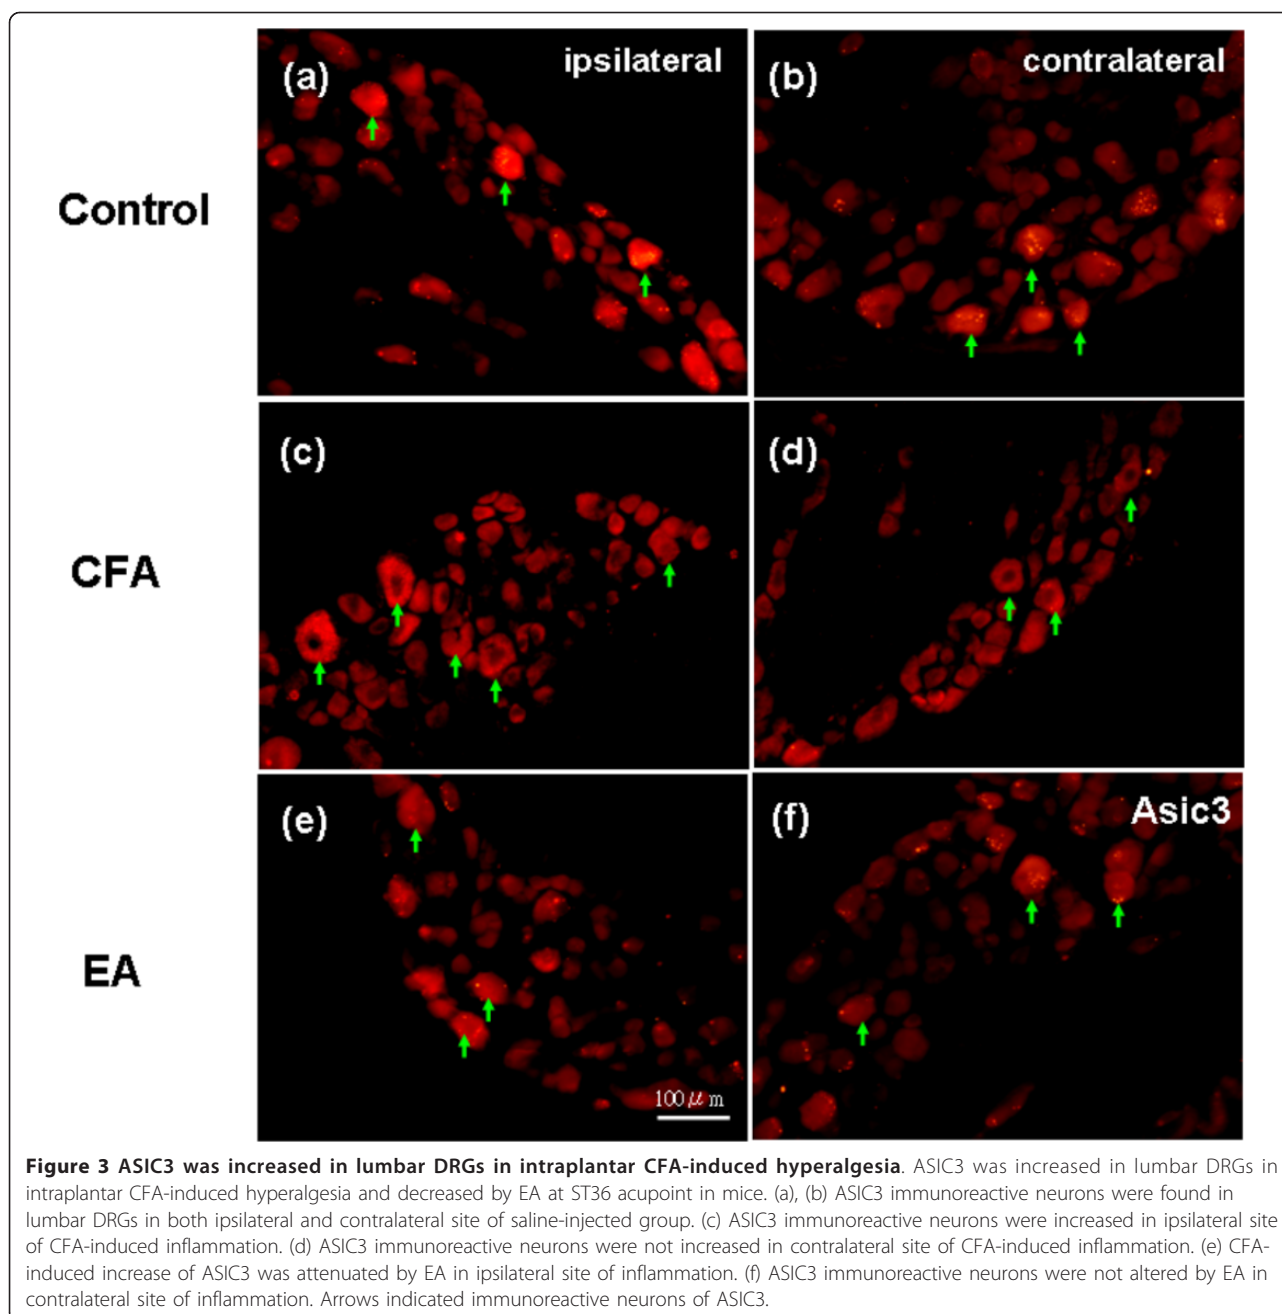 (a) ipsilateral
(b) contralateral
Control
(c)
(d)
CFA
(e)
(f) Asic3
EA
100 μm
Figure 3 ASIC3 was increased in lumbar DRGs in intraplantar CFA-induced hyperalgesia. ASIC3 was increased in lumbar DRGs in
intraplantar CFA-induced hyperalgesia and decreased by EA at ST36 acupoint in mice. (a), (b) ASIC3 immunoreactive neurons were found in
lumbar DRGs in both ipsilateral and contralateral site of saline-injected group. (c) ASIC3 immunoreactive neurons were increased in ipsilateral site
of CFA-induced inflammation. (d) ASIC3 immunoreactive neurons were not increased in contralateral site of CFA-induced inflammation. (e) CFA-
induced increase of ASIC3 was attenuated by EA in ipsilateral site of inflammation. (f) ASIC3 immunoreactive neurons were not altered by EA in
contralateral site of inflammation. Arrows indicated immunoreactive neurons of ASIC3.